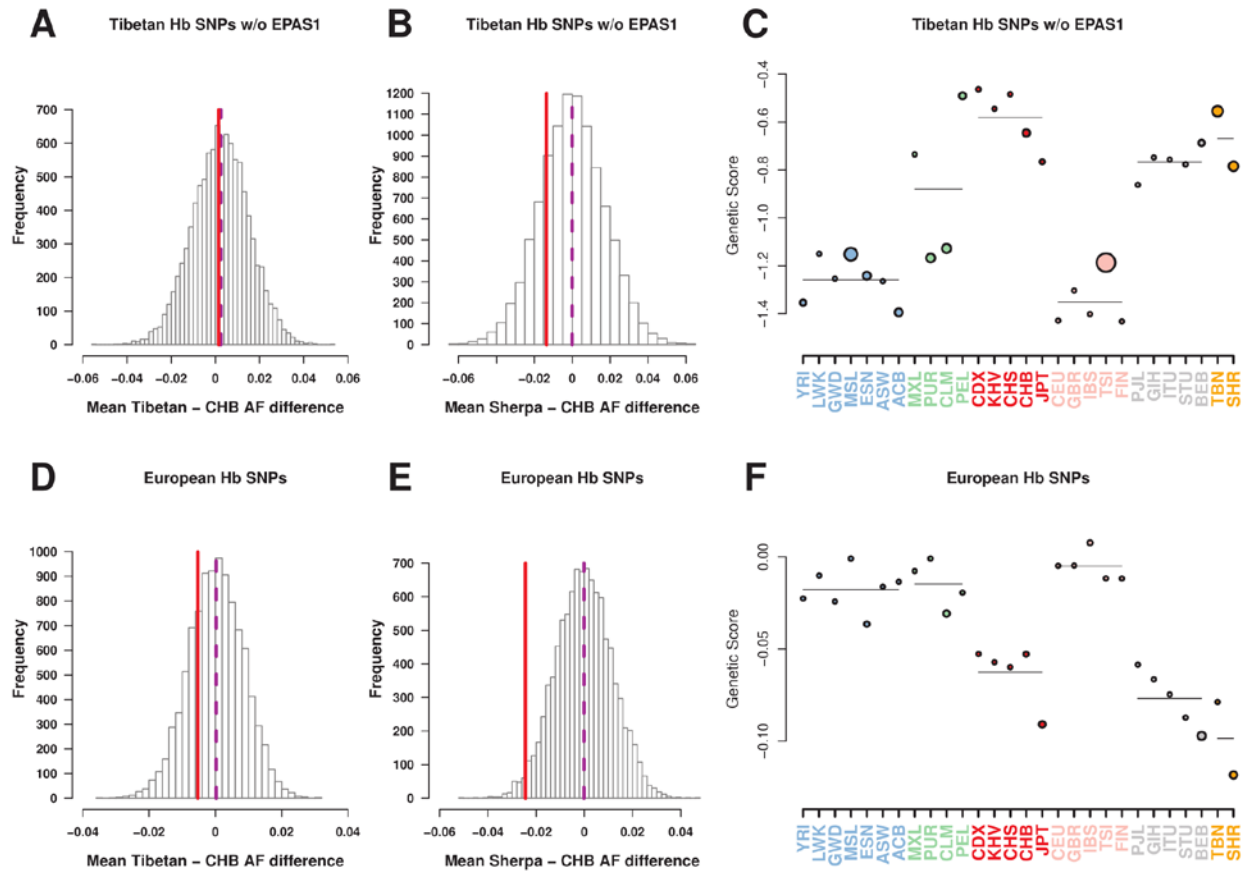 A
Tibetan Hb SNPs w/o EPAS1
Frequency
700
600
500
400
300
200
100
0
−0.06
−0.04
−0.02
0
0.02
0.04
0.06
Mean Tibetan − CHB AF difference
B
Tibetan Hb SNPs w/o EPAS1
Frequency
1200
1100
1000
900
800
700
600
500
400
300
200
100
0
−0.06
−0.04
−0.02
0
0.02
0.04
0.06
Mean Sherpa − CHB AF difference
C
Tibetan Hb SNPs w/o EPAS1
Genetic Score
−0.4
−0.6
−0.8
−1.0
−1.2
−1.4
YRI
LWK
GWD
MSL
ESN
ASW
ACB
MXL
PUR
CLM
PEL
CDX
KHV
CHS
CHB
JPT
CEU
GBR
IBS
TSI
FIN
PJL
GIH
ITU
STU
BEB
TBN
SHR
D
European Hb SNPs
Frequency
1000
900
800
700
600
500
400
300
200
100
0
−0.04
−0.02
0
0.02
0.04
Mean Tibetan − CHB AF difference
E
European Hb SNPs
Frequency
700
600
500
400
300
200
100
0
−0.06
−0.04
−0.02
0
0.02
0.04
Mean Sherpa − CHB AF difference
F
European Hb SNPs
Genetic Score
0.00
−0.05
−0.10
YRI
LWK
GWD
MSL
ESN
ASW
ACB
MXL
PUR
CLM
PEL
CDX
KHV
CHS
CHB
JPT
CEU
GBR
IBS
TSI
FIN
PJL
GIH
ITU
STU
BEB
TBN
SHR